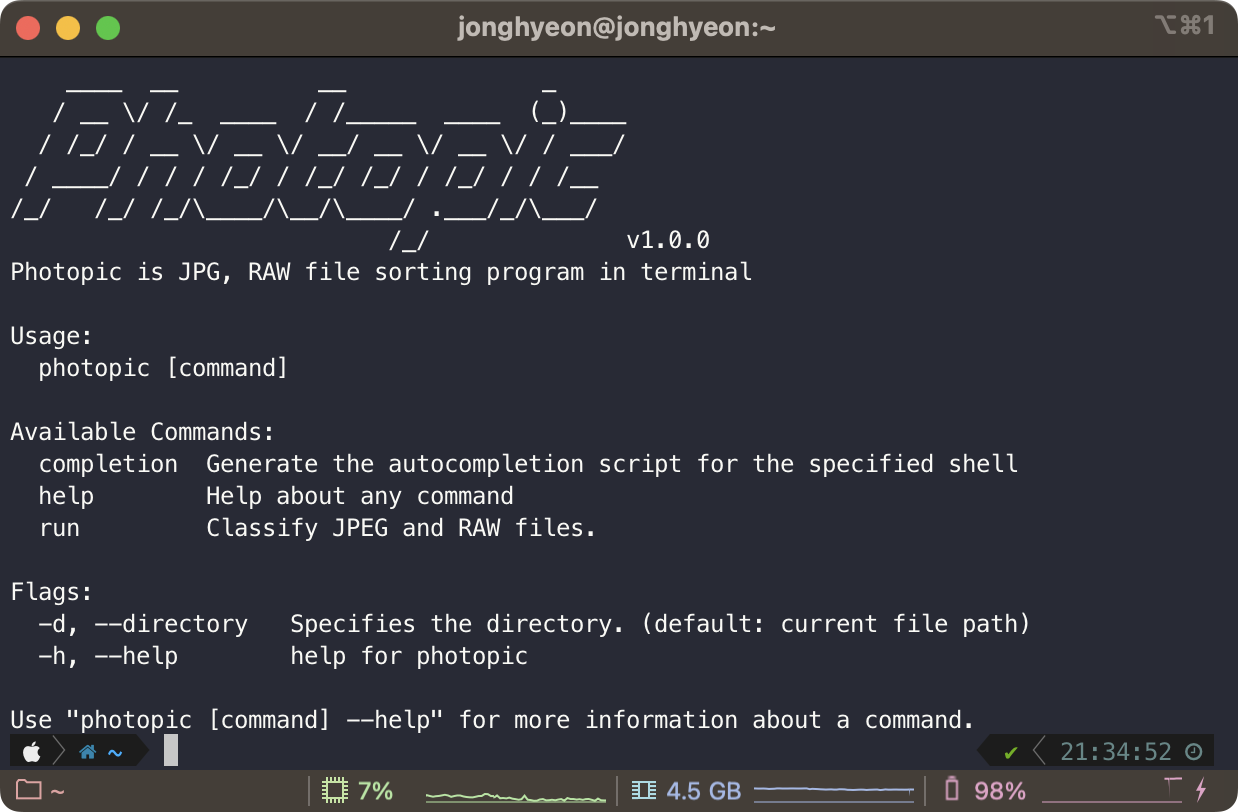 jonghyeon@jonghyeon:~
⌥⌘1
Photopic
v1.0.0
Photopic is JPG, RAW file sorting program in terminal
Usage:
photopic [command]
Available Commands:
completion Generate the autocompletion script for the specified shell
help Help about any command
run Classify JPEG and RAW files.
Flags:
-d, --directory Specifies the directory. (default: current file path)
-h, --help help for photopic
Use "photopic [command] --help" for more information about a command.
~ ✔ 21:34:52
~ 7% 4.5 GB 98%